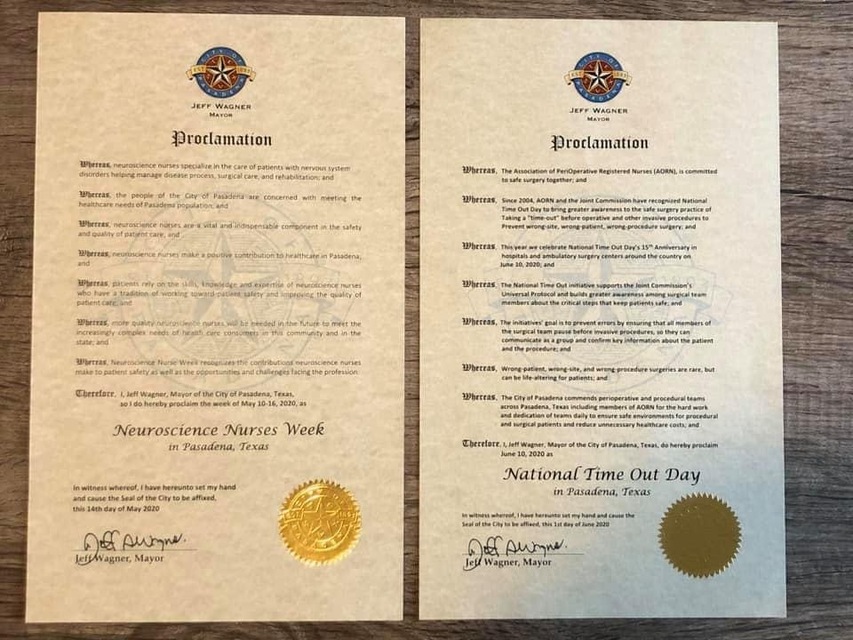 CITY OF
EST 1893
PASADENA
JEFF WAGNER
MAYOR
Proclamation
Whereas, neuroscience nurses specialize in the care of patients with nervous system
disorders helping manage disease process, surgical care, and rehabilitation; and
Whereas, the people of the City of Pasadena are concerned with meeting the
healthcare needs of Pasadena population; and
Whereas, neuroscience nurses are a vital and indispensable component in the safety
and quality of patient care, and
Whereas, neuroscience nurses make a positive contribution to healthcare in Pasadena,
and
Whereas, patients rely on the skills, knowledge and expertise of neuroscience nurses
who have a tradition of working toward patient safety and improving the quality of
patient care; and
Whereas, more quality neuroscience nurses will be needed in the future to meet the
increasingly complex needs of health care consumers in this community and in the
state; and
Whereas, Neuroscience Nurse Week recognizes the contributions neuroscience nurses
make to patient safety as well as the opportunities and challenges facing the profession.
Therefore, I, Jeff Wagner, Mayor of the City of Pasadena, Texas,
so I do hereby proclaim the week of May 10-16, 2020, as
Neuroscience Nurses Week
in Pasadena, Texas
In witness whereof, I have hereunto set my hand
and cause the Seal of the City to be affixed,
this 14th day of May 2020
Jeff Wagner
Jeff Wagner, Mayor
CITY OF
EST 1893
PASADENA
JEFF WAGNER
MAYOR
Proclamation
Whereas, The Association of PeriOperative Registered Nurses (AORN), is committed
to safe surgery together; and
Whereas, Since 2004, AORN and the Joint Commission have recognized National
Time Out Day to bring greater awareness to the safe surgery practice of
Taking a "time-out" before operative and other invasive procedures to
Prevent wrong-site, wrong-patient, wrong-procedure surgery; and
Whereas, This year we celebrate National Time Out Day's 15th Anniversary in
hospitals and ambulatory surgery centers around the country on
June 10, 2020; and
Whereas, The National Time Out initiative supports the Joint Commission's
Universal Protocol and builds greater awareness among surgical team
members about the critical steps that keep patients safe; and
Whereas, The initiatives' goal is to prevent errors by ensuring that all members of
the surgical team pause before invasive procedures, so they can
communicate as a group and confirm key information about the patient
and the procedure; and
Whereas, Wrong-patient, wrong-site, and wrong-procedure surgeries are rare, but
can be life-altering for patients; and
Whereas, The City of Pasadena commends perioperative and procedural teams
across Pasadena, Texas including members of AORN for the hard work
and dedication of teams daily to ensure safe environments for procedural
and surgical patients and reduce unnecessary healthcare costs; and
Therefore, I, Jeff Wagner, Mayor of the City of Pasadena, Texas, do hereby proclaim
June 10, 2020 as
National Time Out Day
in Pasadena, Texas
In witness whereof, I have hereunto set my hand and cause the
Seal of the City to be affixed, this 1st day of June 2020
Jeff Wagner
Jeff Wagner, Mayor